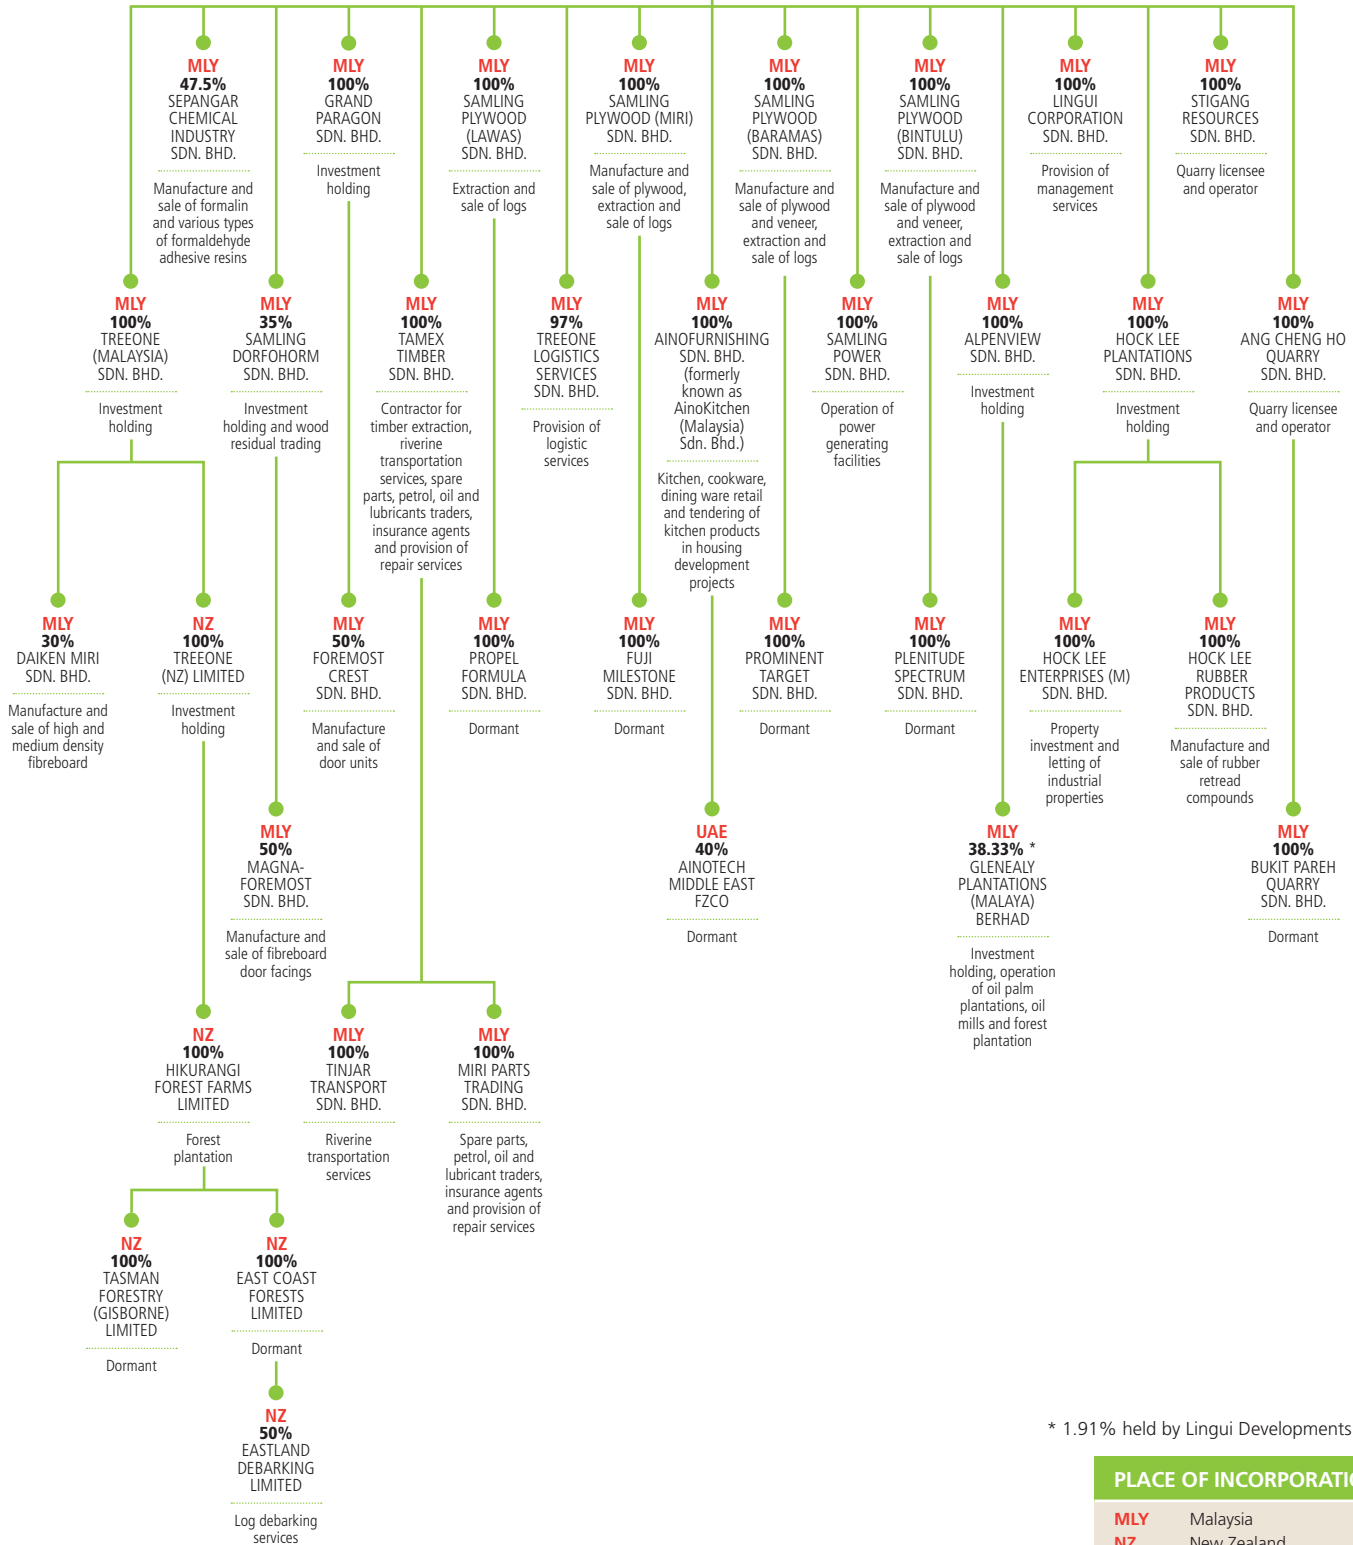 MLY
47.5%
SEPANGAR
CHEMICAL
INDUSTRY
SDN. BHD.
Manufacture and
sale of formalin
and various types
of formaldehyde
adhesive resins
MLY
100%
GRAND
PARAGON
SDN. BHD.
Investment
holding
MLY
100%
SAMLING
PLYWOOD
(LAWAS)
SDN. BHD.
Extraction and
sale of logs
MLY
100%
SAMLING
PLYWOOD (MIRI)
SDN. BHD.
Manufacture and
sale of plywood,
extraction and
sale of logs
MLY
100%
SAMLING
PLYWOOD
(BARAMAS)
SDN. BHD.
Manufacture and
sale of plywood
and veneer,
extraction and
sale of logs
MLY
100%
SAMLING
PLYWOOD
(BINTULU)
SDN. BHD.
Manufacture and
sale of plywood
and veneer,
extraction and
sale of logs
MLY
100%
LINGUI
CORPORATION
SDN. BHD.
Provision of
management
services
MLY
100%
STIGANG
RESOURCES
SDN. BHD.
Quarry licensee
and operator
MLY
100%
TREEONE
(MALAYSIA)
SDN. BHD.
Investment
holding
MLY
35%
SAMLING
DORFOHORM
SDN. BHD.
Investment
holding and wood
residual trading
MLY
100%
TAMEX
TIMBER
SDN. BHD.
Contractor for
timber extraction,
riverine
transportation
services, spare
parts, petrol, oil and
lubricants traders,
insurance agents
and provision of
repair services
MLY
97%
TREEONE
LOGISTICS
SERVICES
SDN. BHD.
Provision of
logistic
services
MLY
100%
AINOFURNISHING
SDN. BHD.
(formerly
known as
AinoKitchen
(Malaysia)
Sdn. Bhd.)
Kitchen, cookware,
dining ware retail
and tendering of
kitchen products
in housing
development
projects
MLY
100%
SAMLING
POWER
SDN. BHD.
Operation of
power
generating
facilities
MLY
100%
ALPENVIEW
SDN. BHD.
Investment
holding
MLY
100%
HOCK LEE
PLANTATIONS
SDN. BHD.
Investment
holding
MLY
100%
ANG CHENG HO
QUARRY
SDN. BHD.
Quarry licensee
and operator
MLY
30%
DAIKEN MIRI
SDN. BHD.
Manufacture and
sale of high and
medium density
fibreboard
NZ
100%
TREEONE
(NZ) LIMITED
Investment
holding
MLY
50%
FOREMOST
CREST
SDN. BHD.
Manufacture
and sale of
door units
MLY
100%
PROPEL
FORMULA
SDN. BHD.
Dormant
MLY
100%
FUJI
MILESTONE
SDN. BHD.
Dormant
MLY
100%
PROMINENT
TARGET
SDN. BHD.
Dormant
MLY
100%
PLENITUDE
SPECTRUM
SDN. BHD.
Dormant
MLY
100%
HOCK LEE
ENTERPRISES (M)
SDN. BHD.
Property
investment and
letting of
industrial
properties
MLY
100%
HOCK LEE
RUBBER
PRODUCTS
SDN. BHD.
Manufacture and
sale of rubber
retread
compounds
MLY
50%
MAGNA-
FOREMOST
SDN. BHD.
Manufacture and
sale of fibreboard
door facings
UAE
40%
AINOTECH
MIDDLE EAST
FZCO
Dormant
MLY
38.33% *
GLENEALY
PLANTATIONS
(MALAYA)
BERHAD
Investment
holding, operation
of oil palm
plantations, oil
mills and forest
plantation
MLY
100%
BUKIT PAREH
QUARRY
SDN. BHD.
Dormant
NZ
100%
HIKURANGI
FOREST FARMS
LIMITED
Forest
plantation
MLY
100%
TINJAR
TRANSPORT
SDN. BHD.
Riverine
transportation
services
MLY
100%
MIRI PARTS
TRADING
SDN. BHD.
Spare parts,
petrol, oil and
lubricant traders,
insurance agents
and provision of
repair services
NZ
100%
TASMAN
FORESTRY
(GISBORNE)
LIMITED
Dormant
NZ
100%
EAST COAST
FORESTS
LIMITED
Dormant
NZ
50%
EASTLAND
DEBARKING
LIMITED
Log debarking
services
* 1.91% held by Lingui Developments
PLACE OF INCORPORATIO
MLY Malaysia
NZ New Zealand